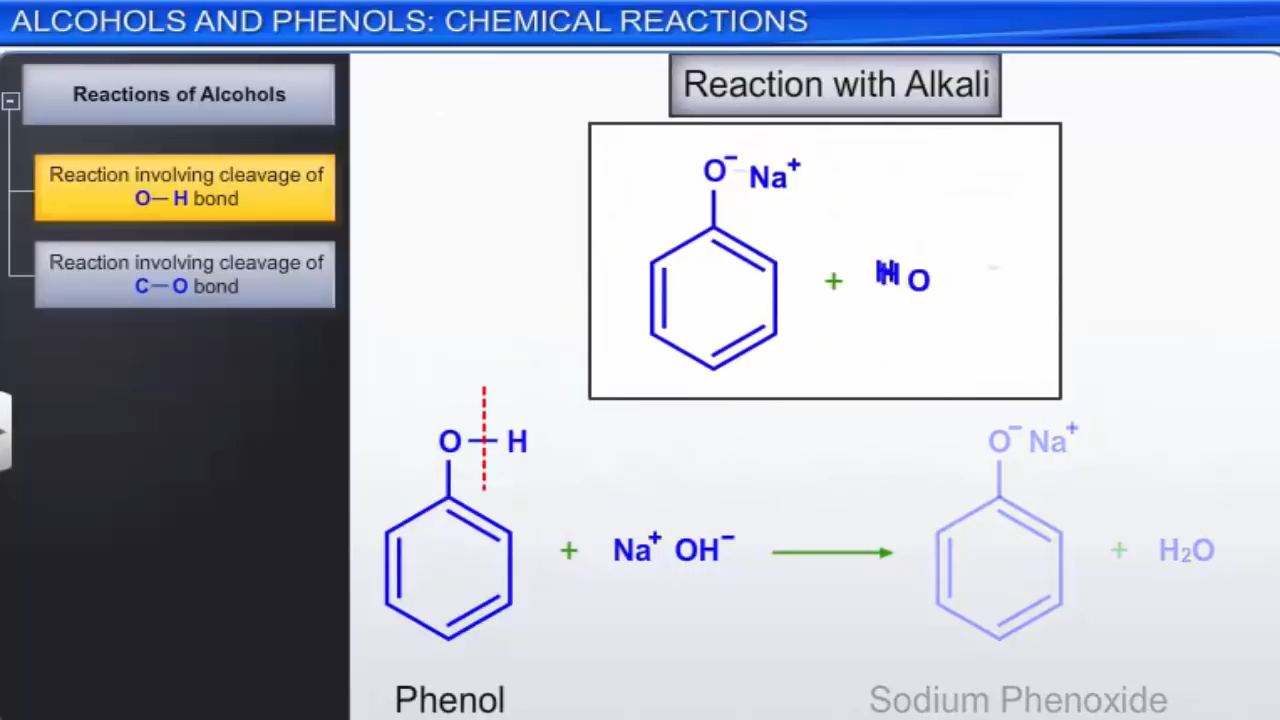 ALCOHOLS AND PHENOLS: CHEMICAL REACTIONS
Reactions of Alcohols
Reaction involving cleavage of
O—H bond
Reaction involving cleavage of
C—O bond
Reaction with Alkali
O⁻ Na⁺
+ O
O—H
+ Na⁺ OH⁻
O⁻ Na⁺
+ H₂O
Phenol
Sodium Phenoxide